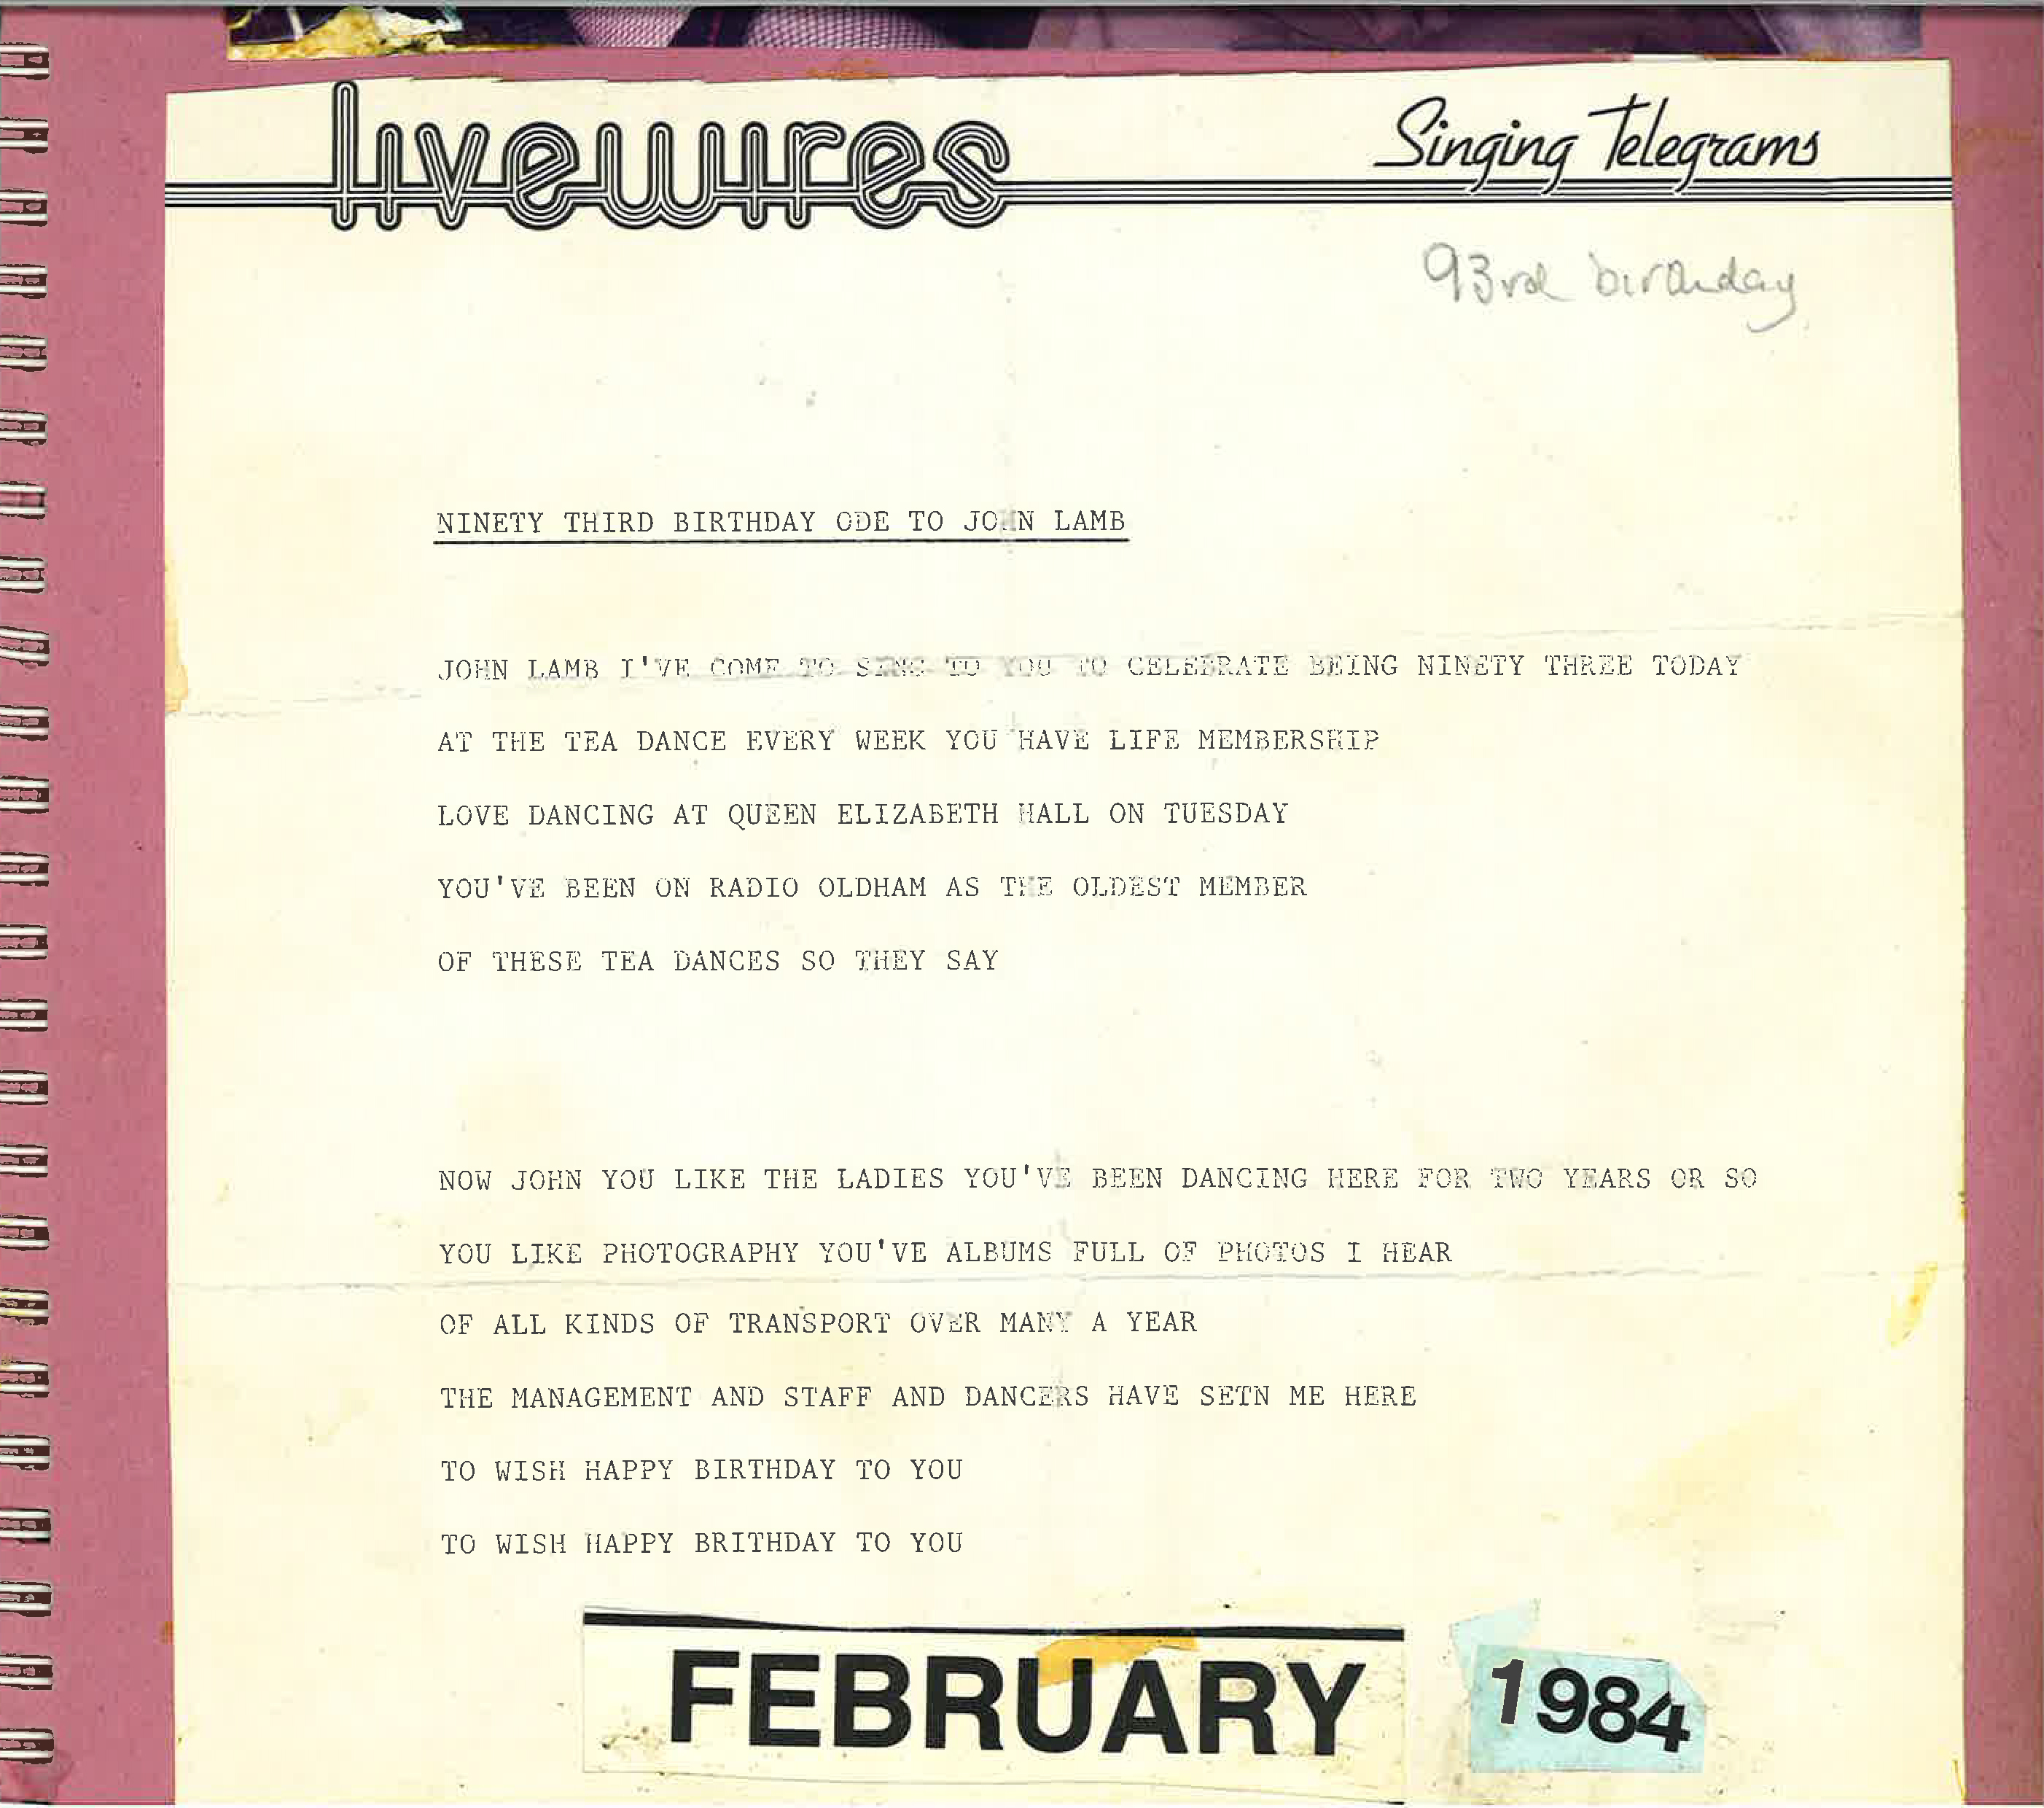 livewires
Singing Telegrams
93rd birthday
NINETY THIRD BIRTHDAY ODE TO JOHN LAMB
JOHN LAMB I'VE COME TO SING TO YOU TO CELEBRATE BEING NINETY THREE TODAY
AT THE TEA DANCE EVERY WEEK YOU HAVE LIFE MEMBERSHIP
LOVE DANCING AT QUEEN ELIZABETH HALL ON TUESDAY
YOU'VE BEEN ON RADIO OLDHAM AS THE OLDEST MEMBER
OF THESE TEA DANCES SO THEY SAY
NOW JOHN YOU LIKE THE LADIES YOU'VE BEEN DANCING HERE FOR TWO YEARS OR SO
YOU LIKE PHOTOGRAPHY YOU'VE ALBUMS FULL OF PHOTOS I HEAR
OF ALL KINDS OF TRANSPORT OVER MANY A YEAR
THE MANAGEMENT AND STAFF AND DANCERS HAVE SETN ME HERE
TO WISH HAPPY BIRTHDAY TO YOU
TO WISH HAPPY BRITHDAY TO YOU
FEBRUARY 1984